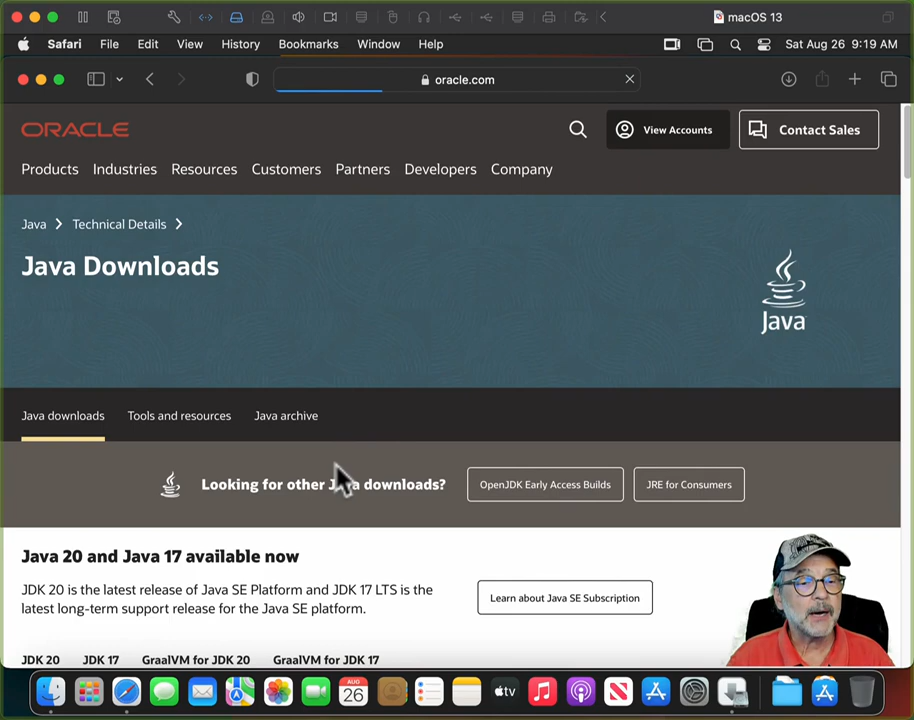 macOS 13
Safari File Edit View History Bookmarks Window Help Sat Aug 26 9:19 AM
oracle.com
ORACLE
View Accounts
Contact Sales
Products Industries Resources Customers Partners Developers Company
Java Technical Details
Java Downloads
Java
Java downloads Tools and resources Java archive
Looking for other Java downloads?
OpenJDK Early Access Builds
JRE for Consumers
Java 20 and Java 17 available now
JDK 20 is the latest release of Java SE Platform and JDK 17 LTS is the
latest long-term support release for the Java SE platform.
Learn about Java SE Subscription
JDK 20 JDK 17 GraalVM for JDK 20 GraalVM for JDK 17
AUG
26
tv